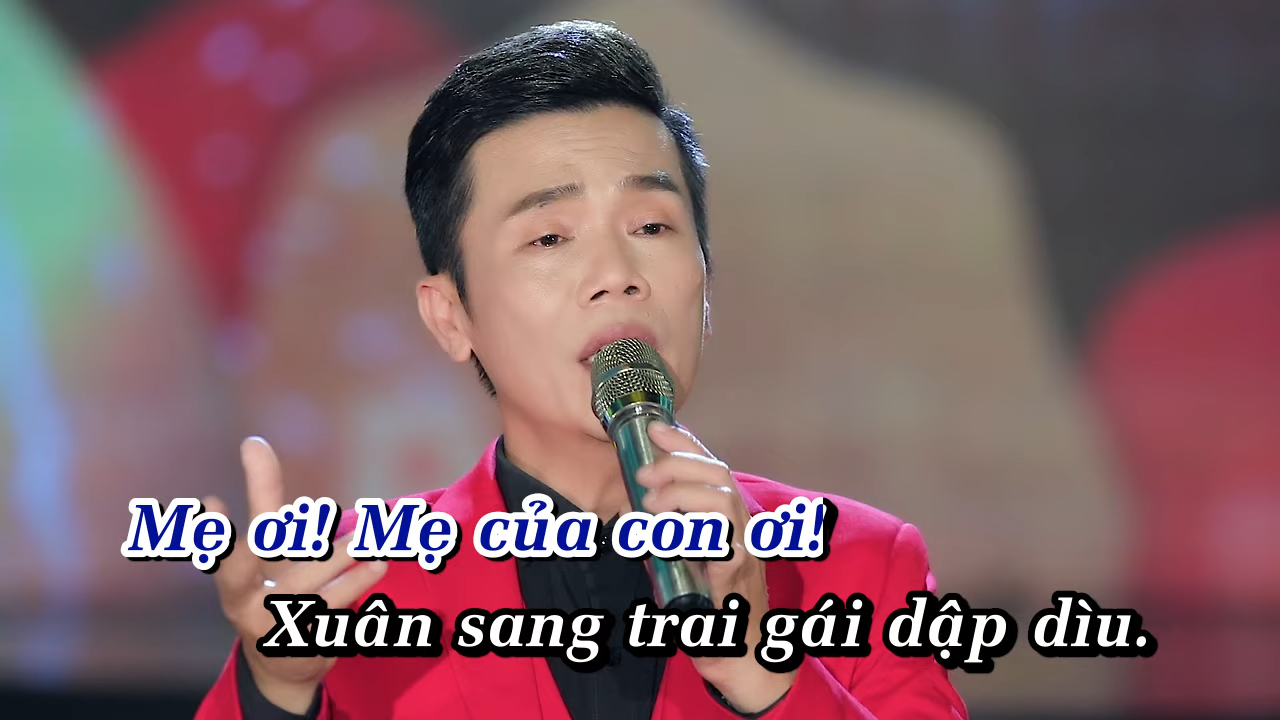 Mẹ ơi! Mẹ của con ơi!
Xuân sang trai gái dập dìu.